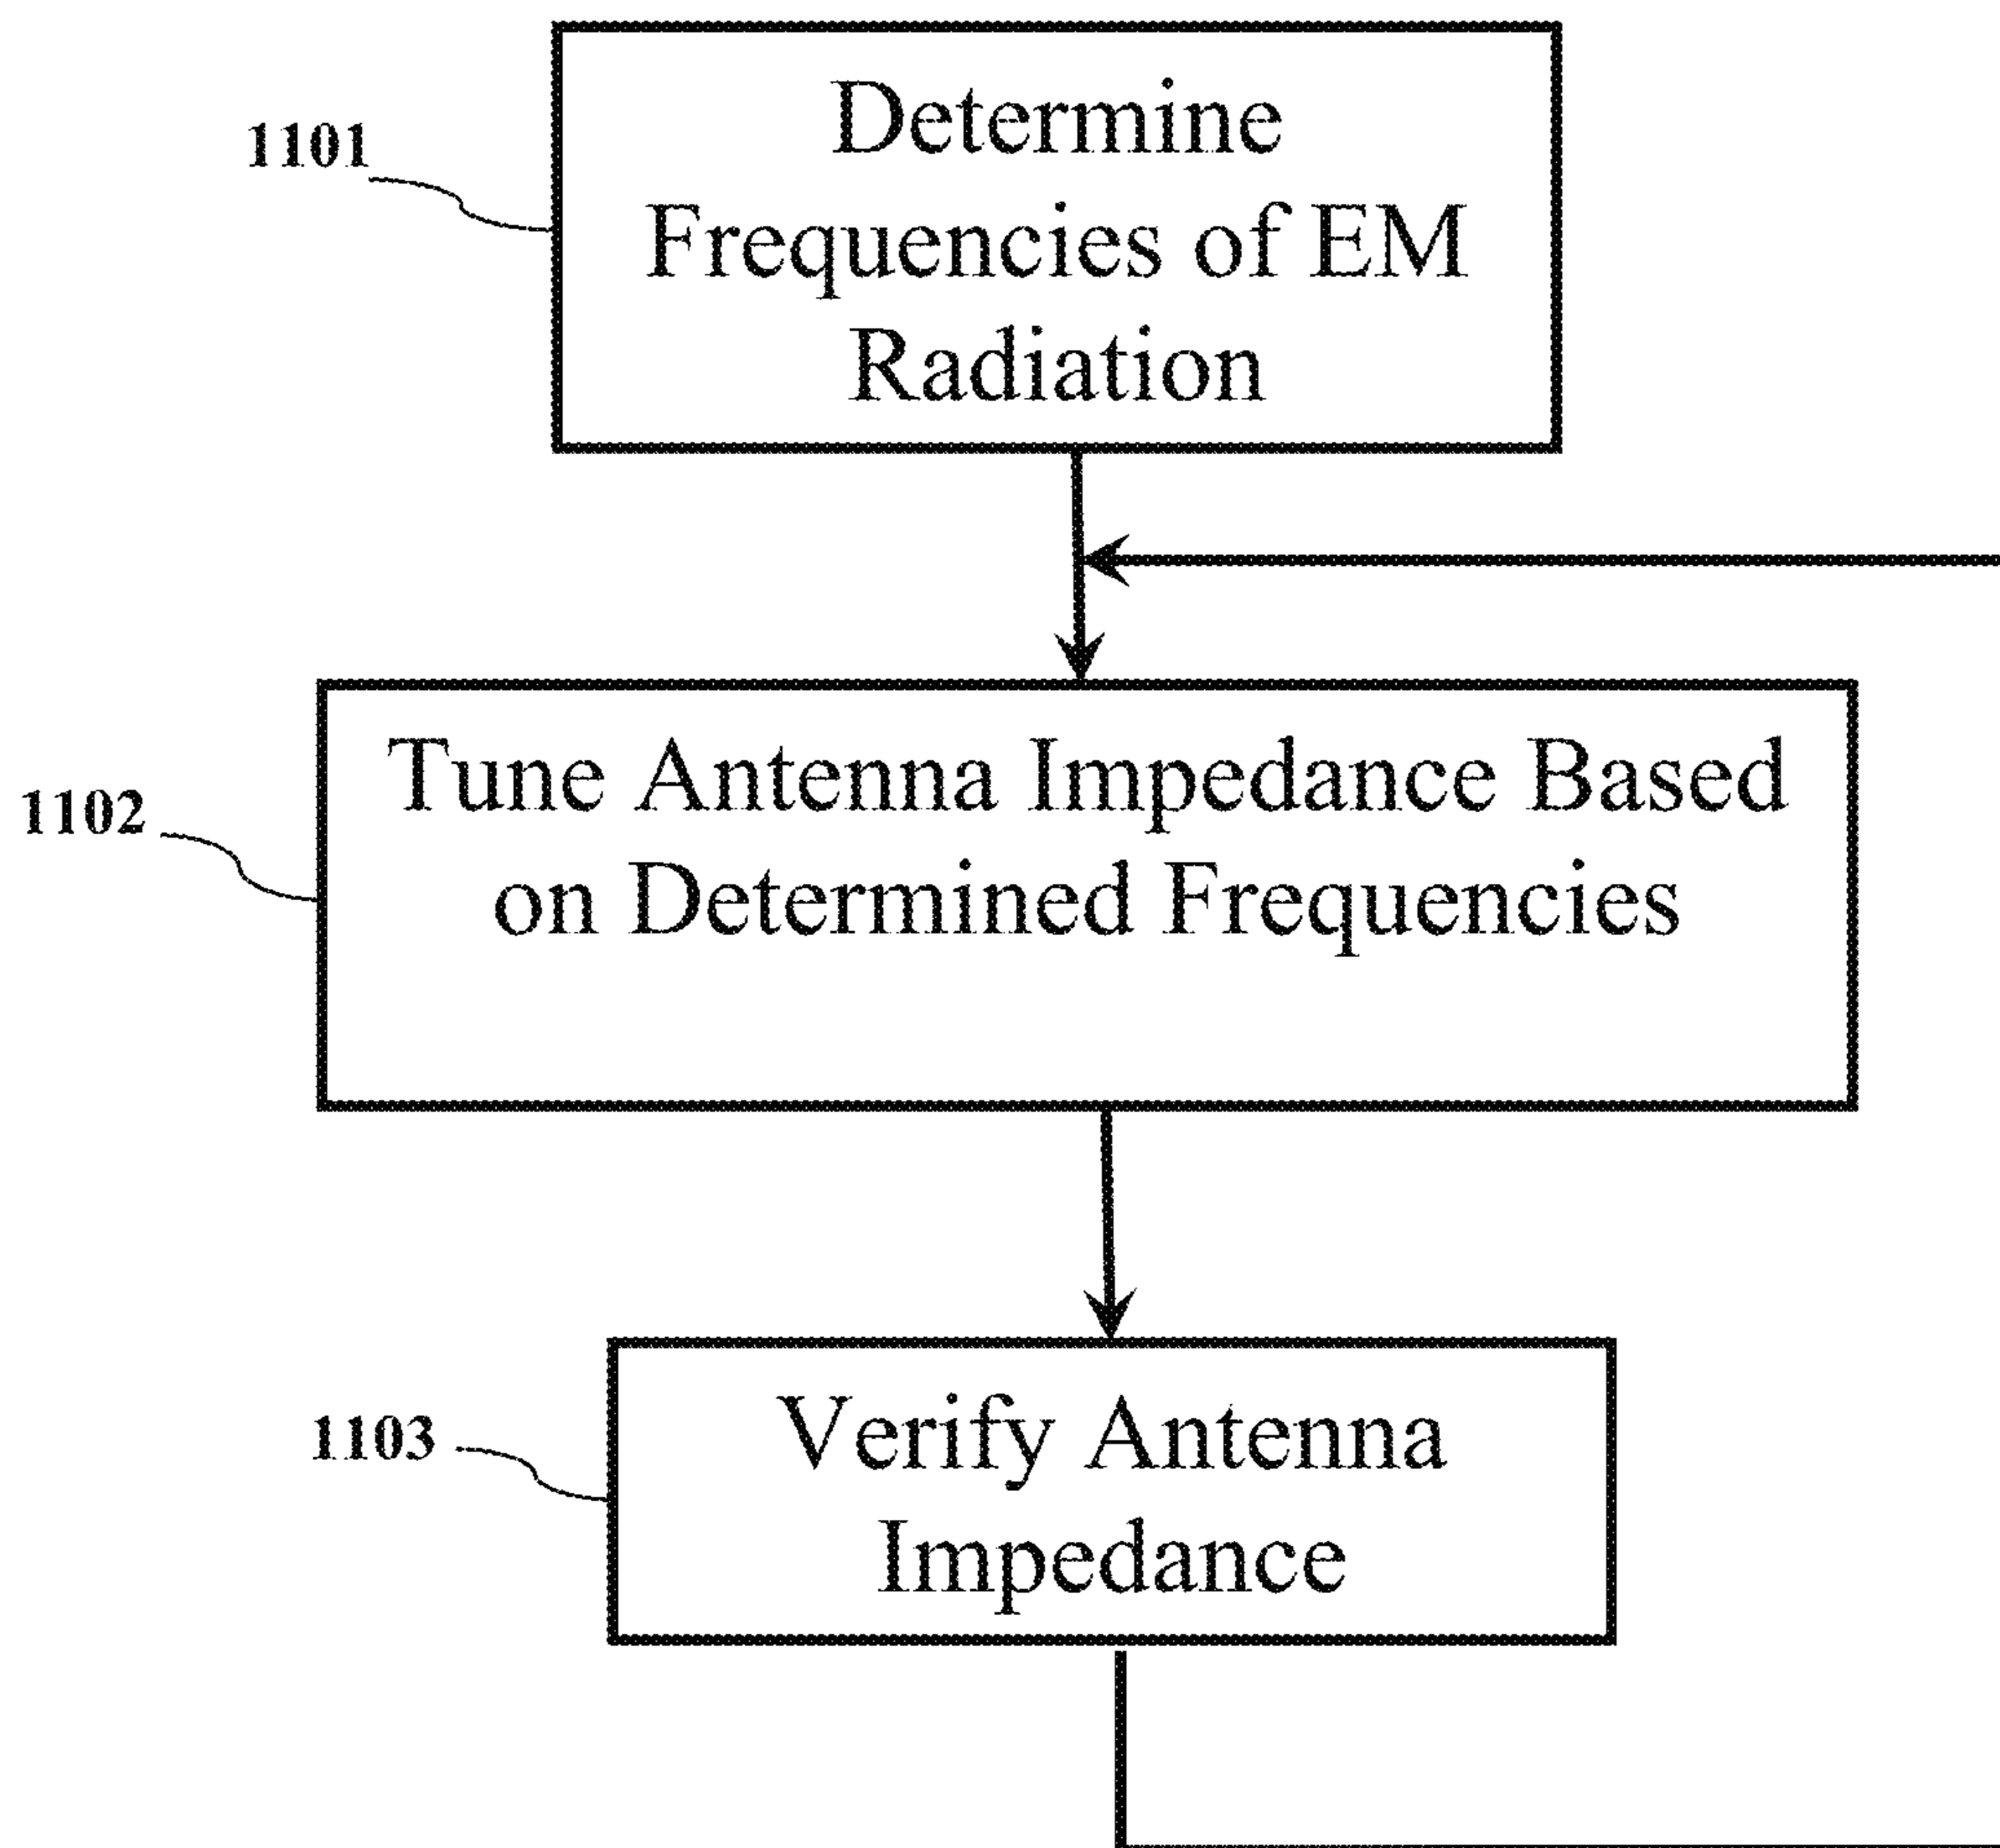 1101
Determine
Frequencies of EM
Radiation
1102
Tune Antenna Impedance Based
on Determined Frequencies
1103
Verify Antenna
Impedance